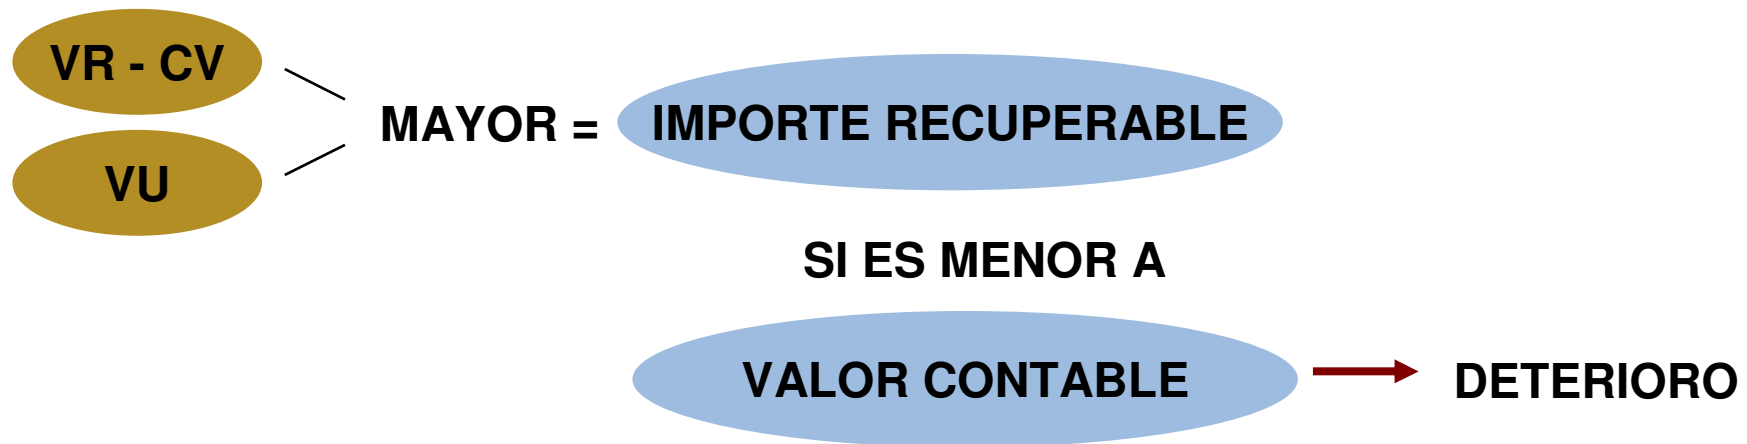 VR - CV
VU
MAYOR =
IMPORTE RECUPERABLE
SI ES MENOR A
VALOR CONTABLE
DETERIORO